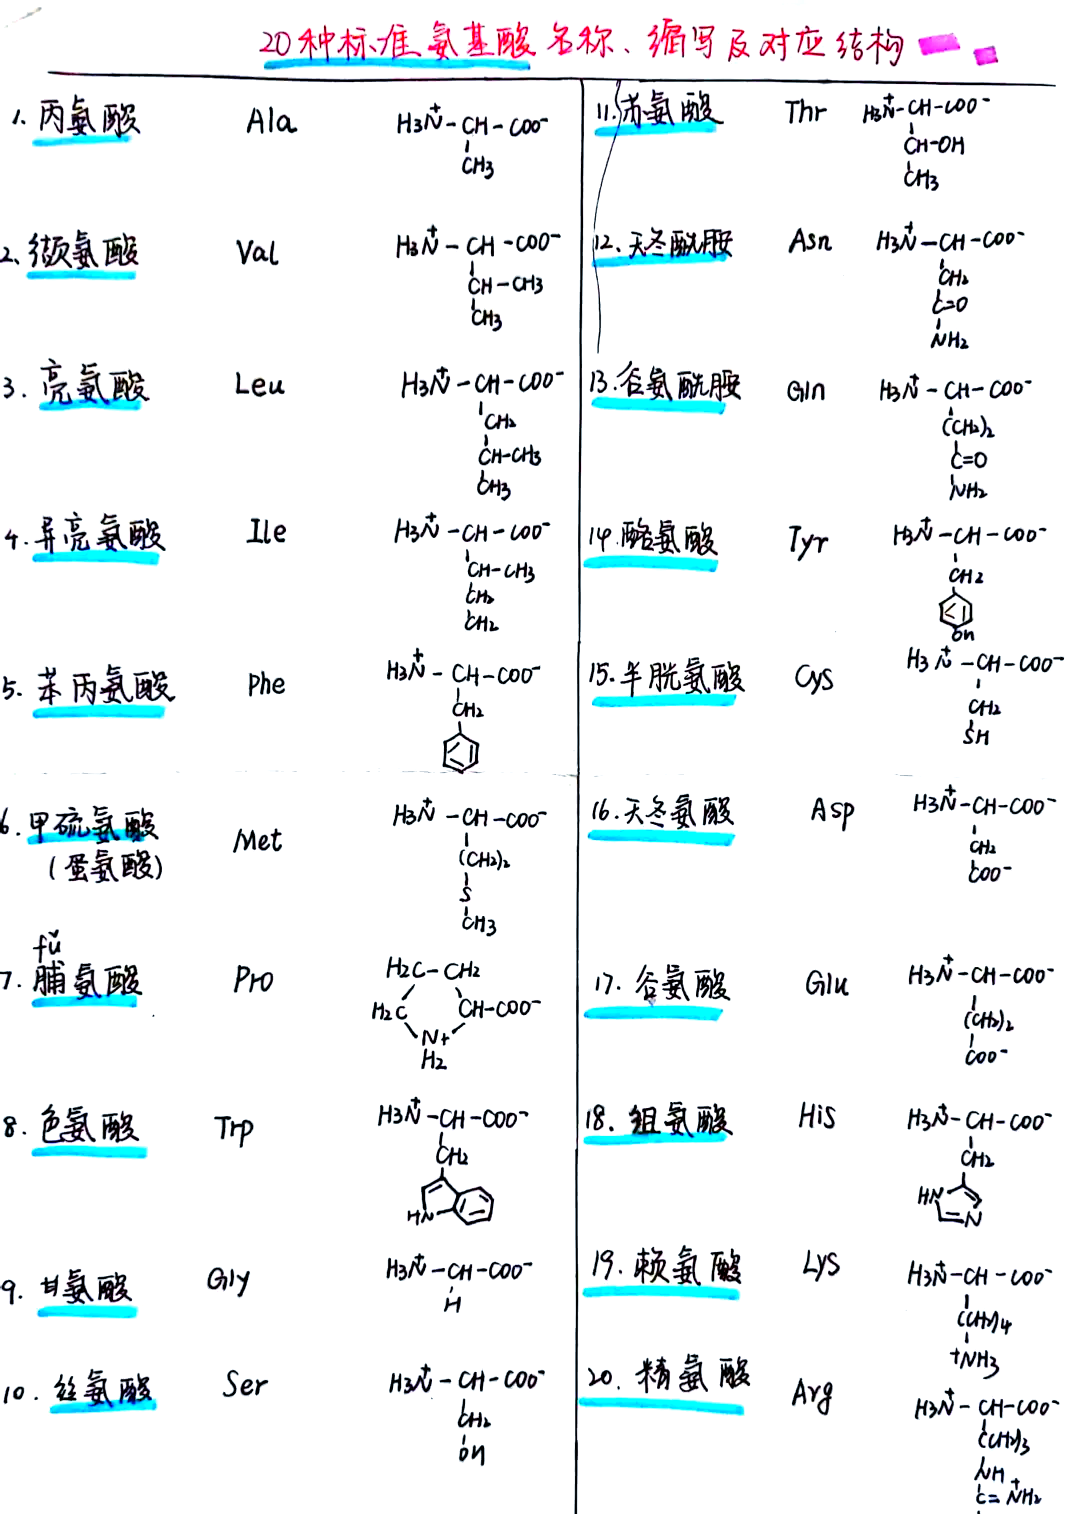 20种标准氨基酸名称、缩写及对应结构
1. 丙氨酸 Ala H3N⁺-CH-COO⁻
CH3
2. 缬氨酸 Val H3N⁺-CH-COO⁻
CH-CH3
CH3
3. 亮氨酸 Leu H3N⁺-CH-COO⁻
CH2
CH-CH3
CH3
4. 异亮氨酸 Ile H3N⁺-CH-COO⁻
CH-CH3
CH2
CH2
5. 苯丙氨酸 Phe H3N⁺-CH-COO⁻
CH2
6. 甲硫氨酸 Met H3N⁺-CH-COO⁻
(蛋氨酸) (CH2)2
S
CH3
fǔ
7. 脯氨酸 Pro H2C-CH2
H2C CH-COO⁻
N+
H2
8. 色氨酸 Trp H3N⁺-CH-COO⁻
CH2
HN
9. 甘氨酸 Gly H3N⁺-CH-COO⁻
H
10. 丝氨酸 Ser H3N⁺-CH-COO⁻
CH2
OH
11. 苏氨酸 Thr H3N⁺-CH-COO⁻
CH-OH
CH3
12. 天冬酰胺 Asn H3N⁺-CH-COO⁻
CH2
C=O
NH2
13. 谷氨酰胺 Gln H3N⁺-CH-COO⁻
(CH2)2
C=O
NH2
14. 酪氨酸 Tyr H3N⁺-CH-COO⁻
CH2
OH
15. 半胱氨酸 Cys H3N⁺-CH-COO⁻
CH2
SH
16. 天冬氨酸 Asp H3N⁺-CH-COO⁻
CH2
COO⁻
17. 谷氨酸 Glu H3N⁺-CH-COO⁻
(CH2)2
COO⁻
18. 组氨酸 His H3N⁺-CH-COO⁻
CH2
HN
N
19. 赖氨酸 Lys H3N⁺-CH-COO⁻
(CH2)4
+NH3
20. 精氨酸 Arg H3N⁺-CH-COO⁻
(CH2)3
NH
C=N⁺H2